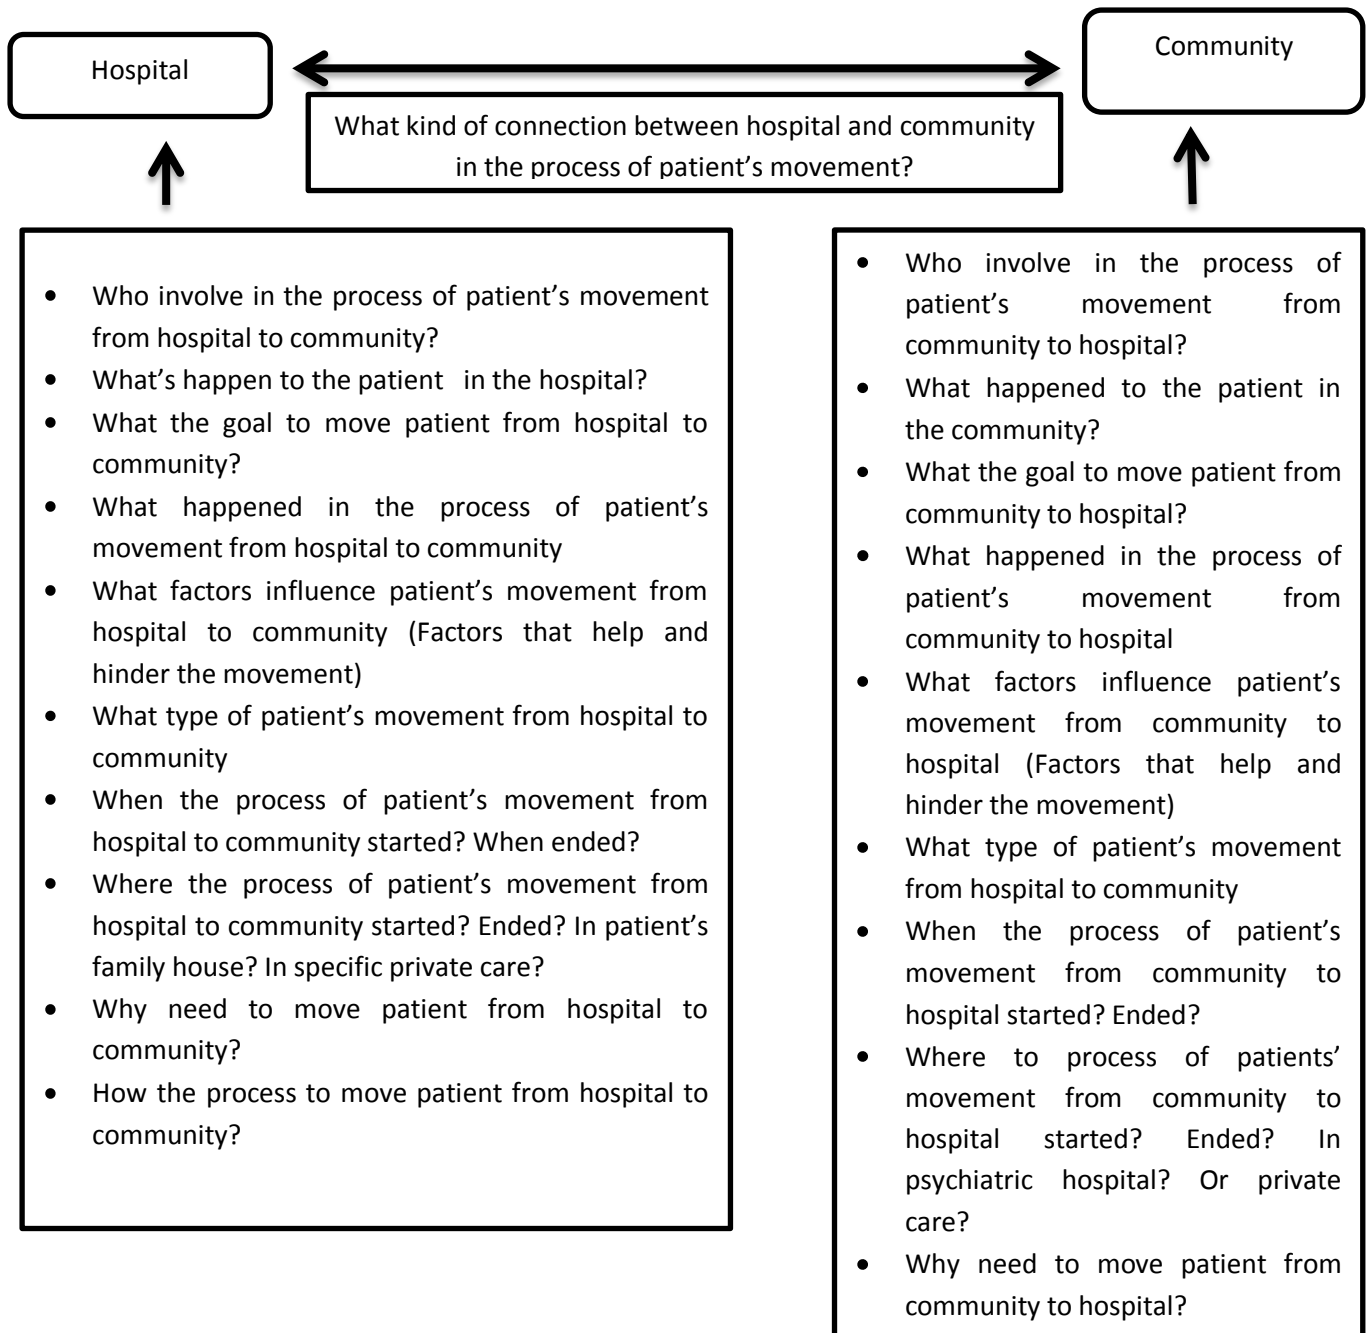 Hospital
Community
What kind of connection between hospital and community
in the process of patient’s movement?
• Who involve in the process of patient’s movement
from hospital to community?
• What’s happen to the patient in the hospital?
• What the goal to move patient from hospital to
community?
• What happened in the process of patient’s
movement from hospital to community
• What factors influence patient’s movement from
hospital to community (Factors that help and
hinder the movement)
• What type of patient’s movement from hospital to
community
• When the process of patient’s movement from
hospital to community started? When ended?
• Where the process of patient’s movement from
hospital to community started? Ended? In patient’s
family house? In specific private care?
• Why need to move patient from hospital to
community?
• How the process to move patient from hospital to
community?
• Who involve in the process of
patient’s movement from
community to hospital?
• What happened to the patient in
the community?
• What the goal to move patient from
community to hospital?
• What happened in the process of
patient’s movement from
community to hospital
• What factors influence patient’s
movement from community to
hospital (Factors that help and
hinder the movement)
• What type of patient’s movement
from hospital to community
• When the process of patient’s
movement from community to
hospital started? Ended?
• Where to process of patients’
movement from community to
hospital started? Ended? In
psychiatric hospital? Or private
care?
• Why need to move patient from
community to hospital?